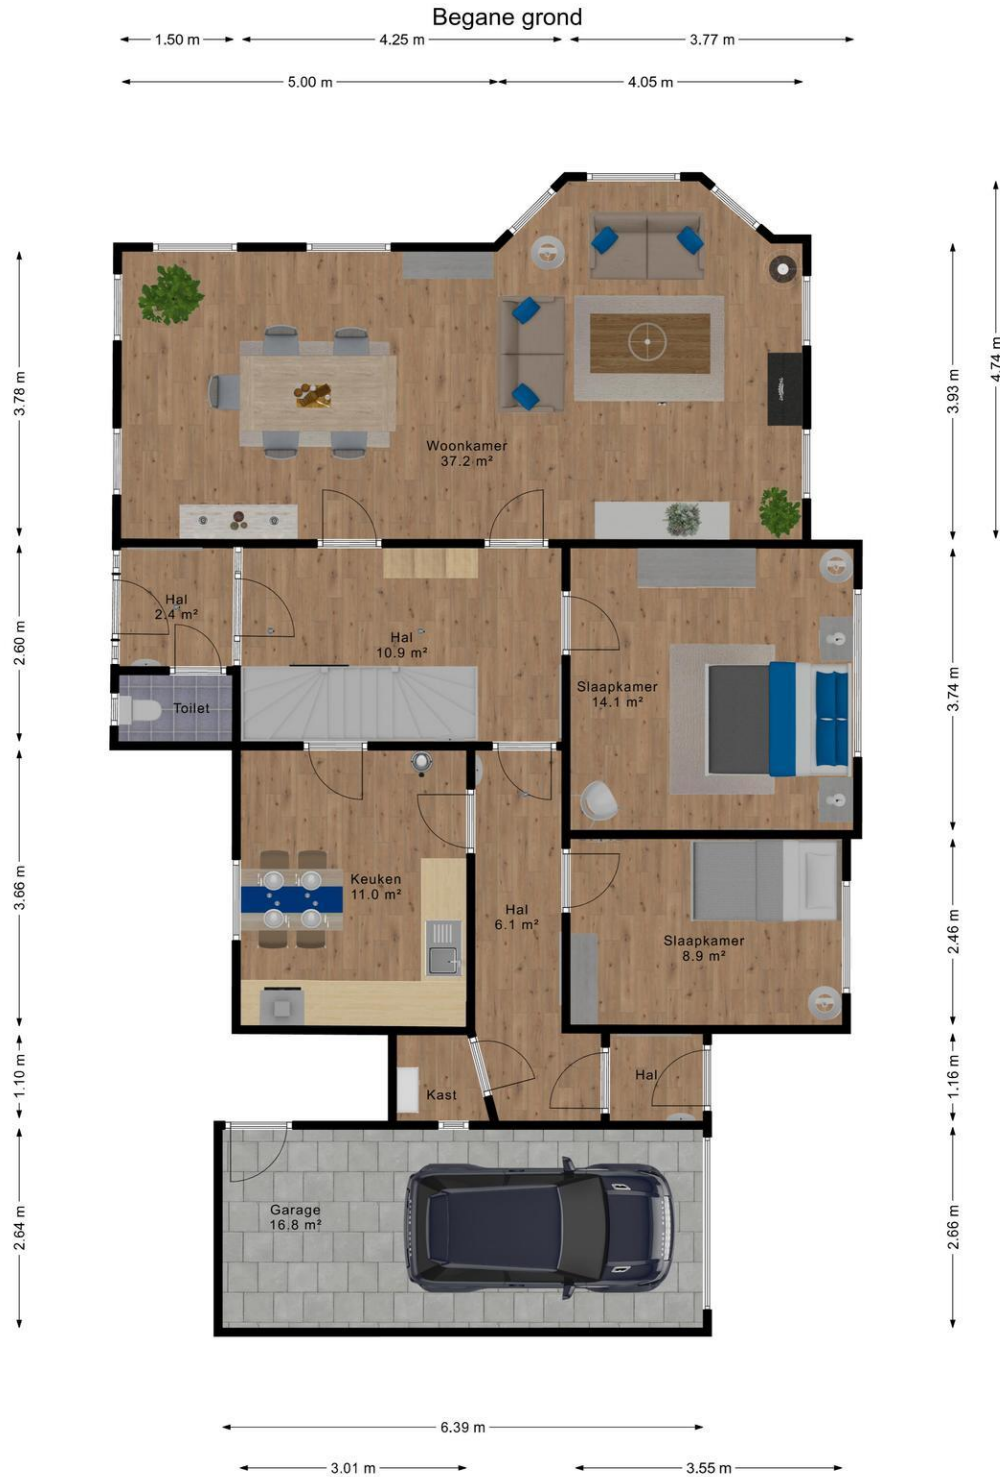 Begane grond
1.50 m
4.25 m
3.77 m
5.00 m
4.05 m
3.78 m
3.93 m
4.74 m
Woonkamer
37.2 m²
Hal
2.4 m²
Hal
10.9 m²
2.60 m
Slaapkamer
14.1 m²
3.74 m
Toilet
Keuken
11.0 m²
3.66 m
Hal
6.1 m²
Slaapkamer
8.9 m²
2.46 m
1.10 m
Kast
Hal
1.16 m
Garage
16.8 m²
2.64 m
2.66 m
6.39 m
3.01 m
3.55 m